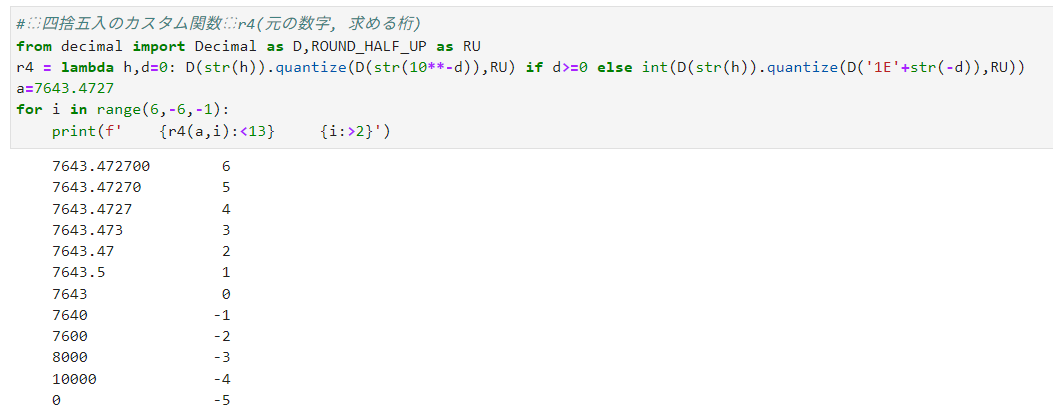 #░四捨五入のカスタム関数░r4(元の数字, 求める桁)
from decimal import Decimal as D,ROUND_HALF_UP as RU
r4 = lambda h,d=0: D(str(h)).quantize(D(str(10**-d)),RU) if d>=0 else int(D(str(h)).quantize(D('1E'+str(-d)),RU))
a=7643.4727
for i in range(6,-6,-1):
    print(f'    {r4(a,i):<13}     {i:>2}')
    7643.472700         6
    7643.47270          5
    7643.4727           4
    7643.473            3
    7643.47             2
    7643.5              1
    7643                0
    7640               -1
    7600               -2
    8000               -3
    10000              -4
    0                  -5